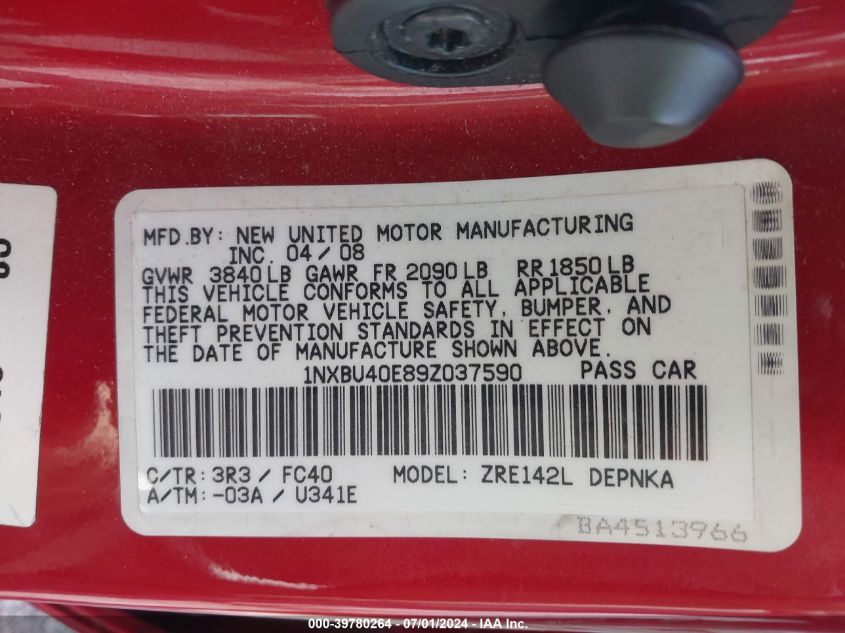 MFD.BY: NEW UNITED MOTOR MANUFACTURING
INC. 04/08
GVWR 3840LB GAWR FR 2090LB RR 1850LB
THIS VEHICLE CONFORMS TO ALL APPLICABLE
FEDERAL MOTOR VEHICLE SAFETY, BUMPER, AND
THEFT PREVENTION STANDARDS IN EFFECT ON
THE DATE OF MANUFACTURE SHOWN ABOVE.
1NXBU40E89Z037590 PASS CAR
C/TR: 3R3 / FC40 MODEL: ZRE142L DEPNKA
A/TM: -03A / U341E
BA4513966
000-39780264 - 07/01/2024 - IAA Inc.